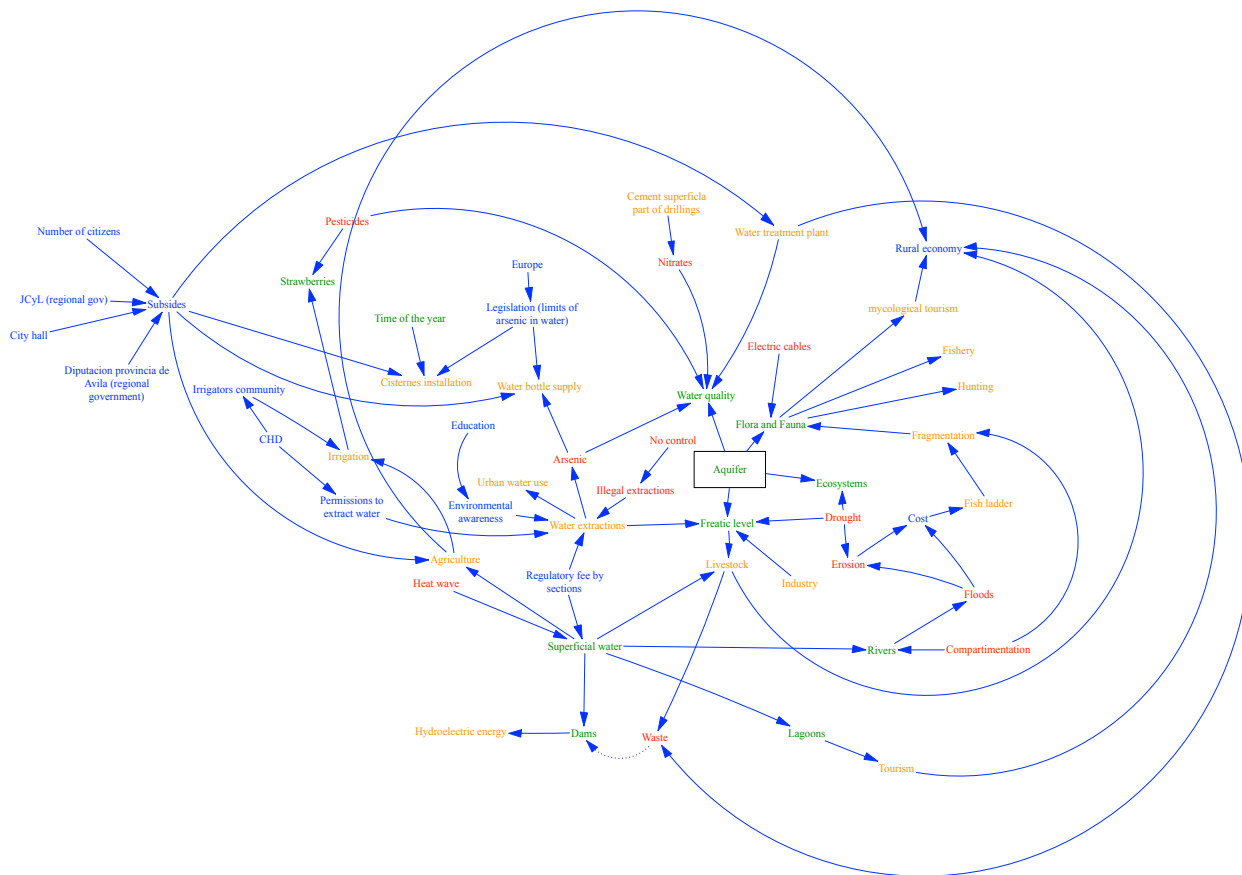 Cement superficla
part of drillings
Pesticides
Number of citizens
Water treatment plant
Rural economy
Europe
Nitrates
Strawberries
JCyL (regional gov)
Subsides
Legislation (limits of
arsenic in water)
mycological tourism
Time of the year
City hall
Electric cables
Fishery
Diputacion provincia de
Avila (regional
government)
Irrigators community
Cisternes installation
Water bottle supply
Hunting
Water quality
Education
Flora and Fauna
CHD
No control
Fragmentation
Irrigation
Arsenic
Aquifer
Urban water use
Illegal extractions
Ecosystems
Permissions to
extract water
Environmental
awareness
Fish ladder
Water extractions
Freatic level
Drought
Cost
Agriculture
Livestock
Erosion
Heat wave
Regulatory fee by
sections
Industry
Floods
Superficial water
Rivers
Compartimentation
Hydroelectric energy
Dams
Waste
Lagoons
Tourism